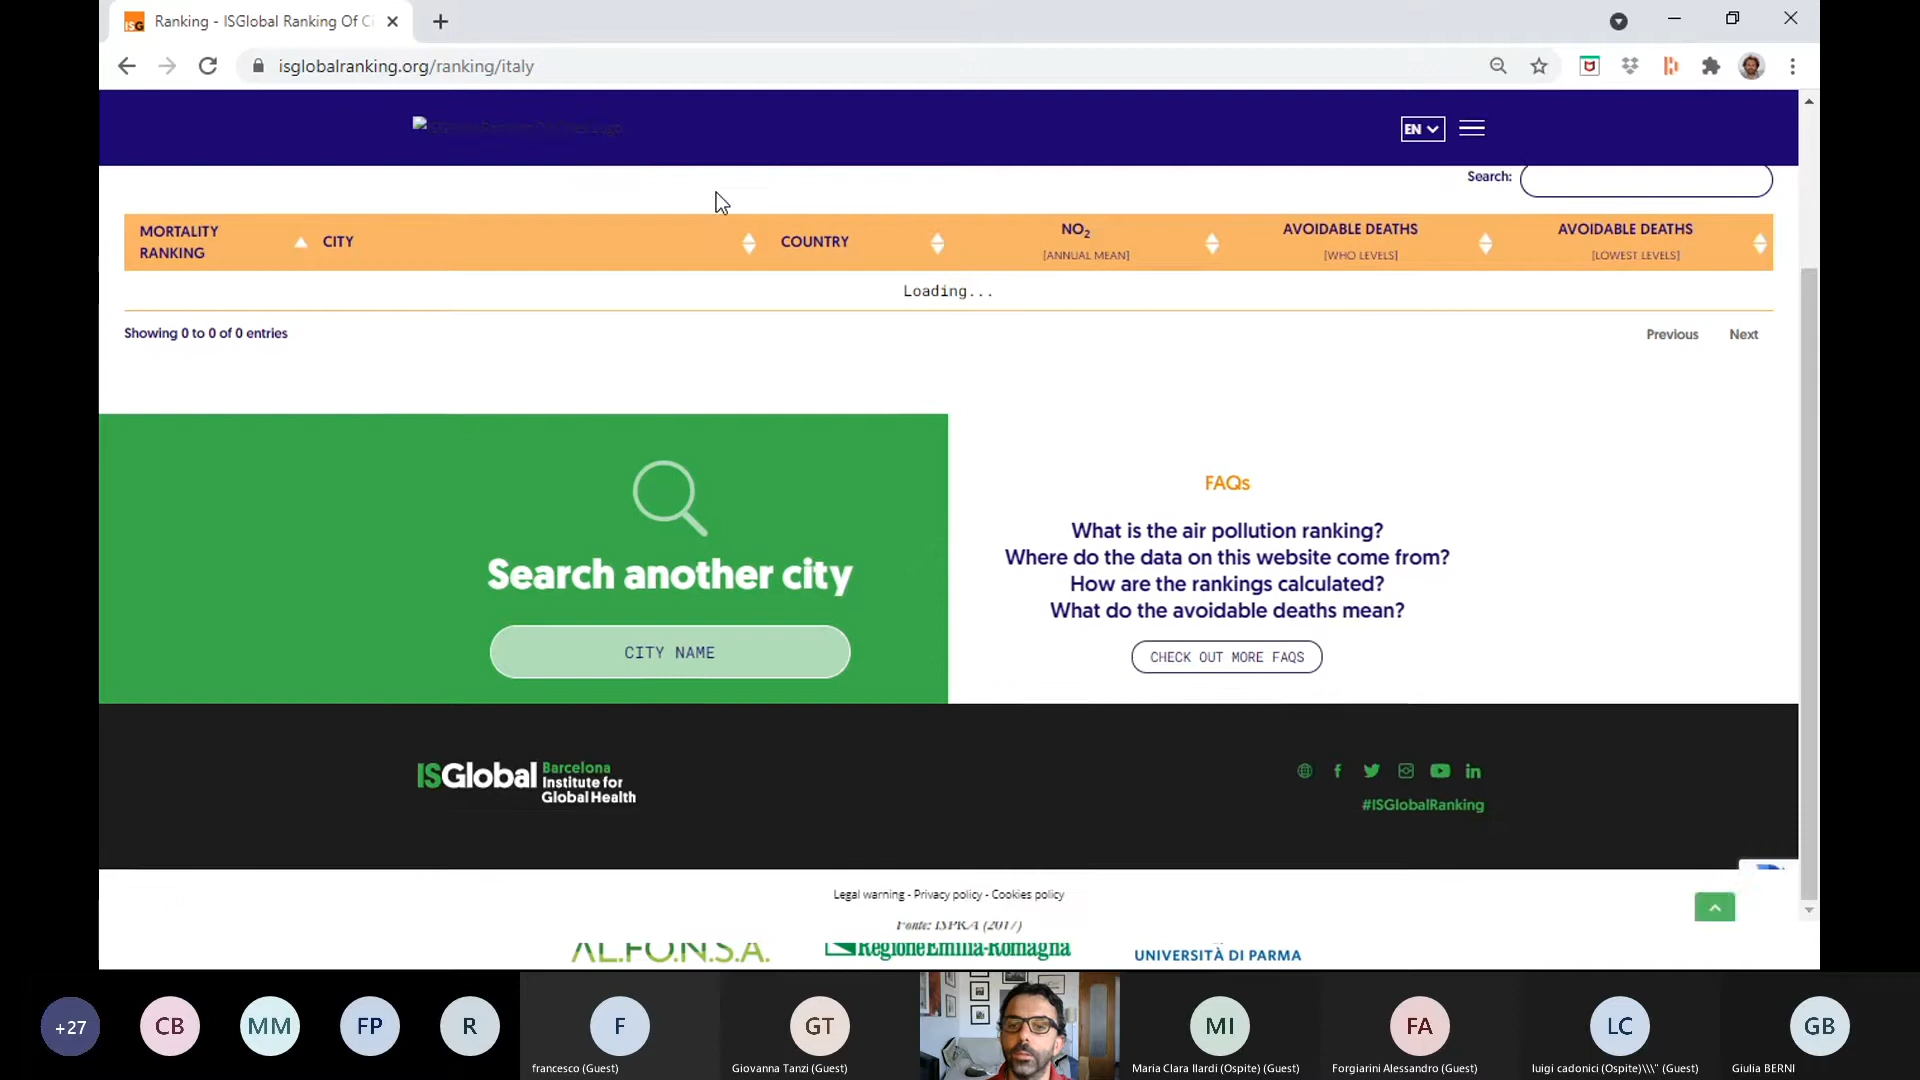 Ranking - ISGlobal Ranking Of Ci
isglobalranking.org/ranking/italy
EN
Search:
MORTALITY RANKING
CITY
COUNTRY
NO2
[ANNUAL MEAN]
AVOIDABLE DEATHS
[WHO LEVELS]
AVOIDABLE DEATHS
[LOWEST LEVELS]
Loading...
Showing 0 to 0 of 0 entries
Previous Next
Search another city
CITY NAME
FAQs
What is the air pollution ranking?
Where do the data on this website come from?
How are the rankings calculated?
What do the avoidable deaths mean?
CHECK OUT MORE FAQS
ISGlobal Barcelona
Institute for
Global Health
#ISGlobalRanking
Legal warning - Privacy policy - Cookies policy
Fonte: ISPRA (2017)
AL.FO.N.S.A.
RegioneEmilia-Romagna
UNIVERSITÀ DI PARMA
+27
CB
MM
FP
R
F
francesco (Guest)
GT
Giovanna Tanzi (Guest)
MI
Maria Clara Ilardi (Ospite) (Guest)
FA
Forgiarini Alessandro (Guest)
LC
luigi cadonici (Ospite)\\\" (Guest)
GB
Giulia BERNI